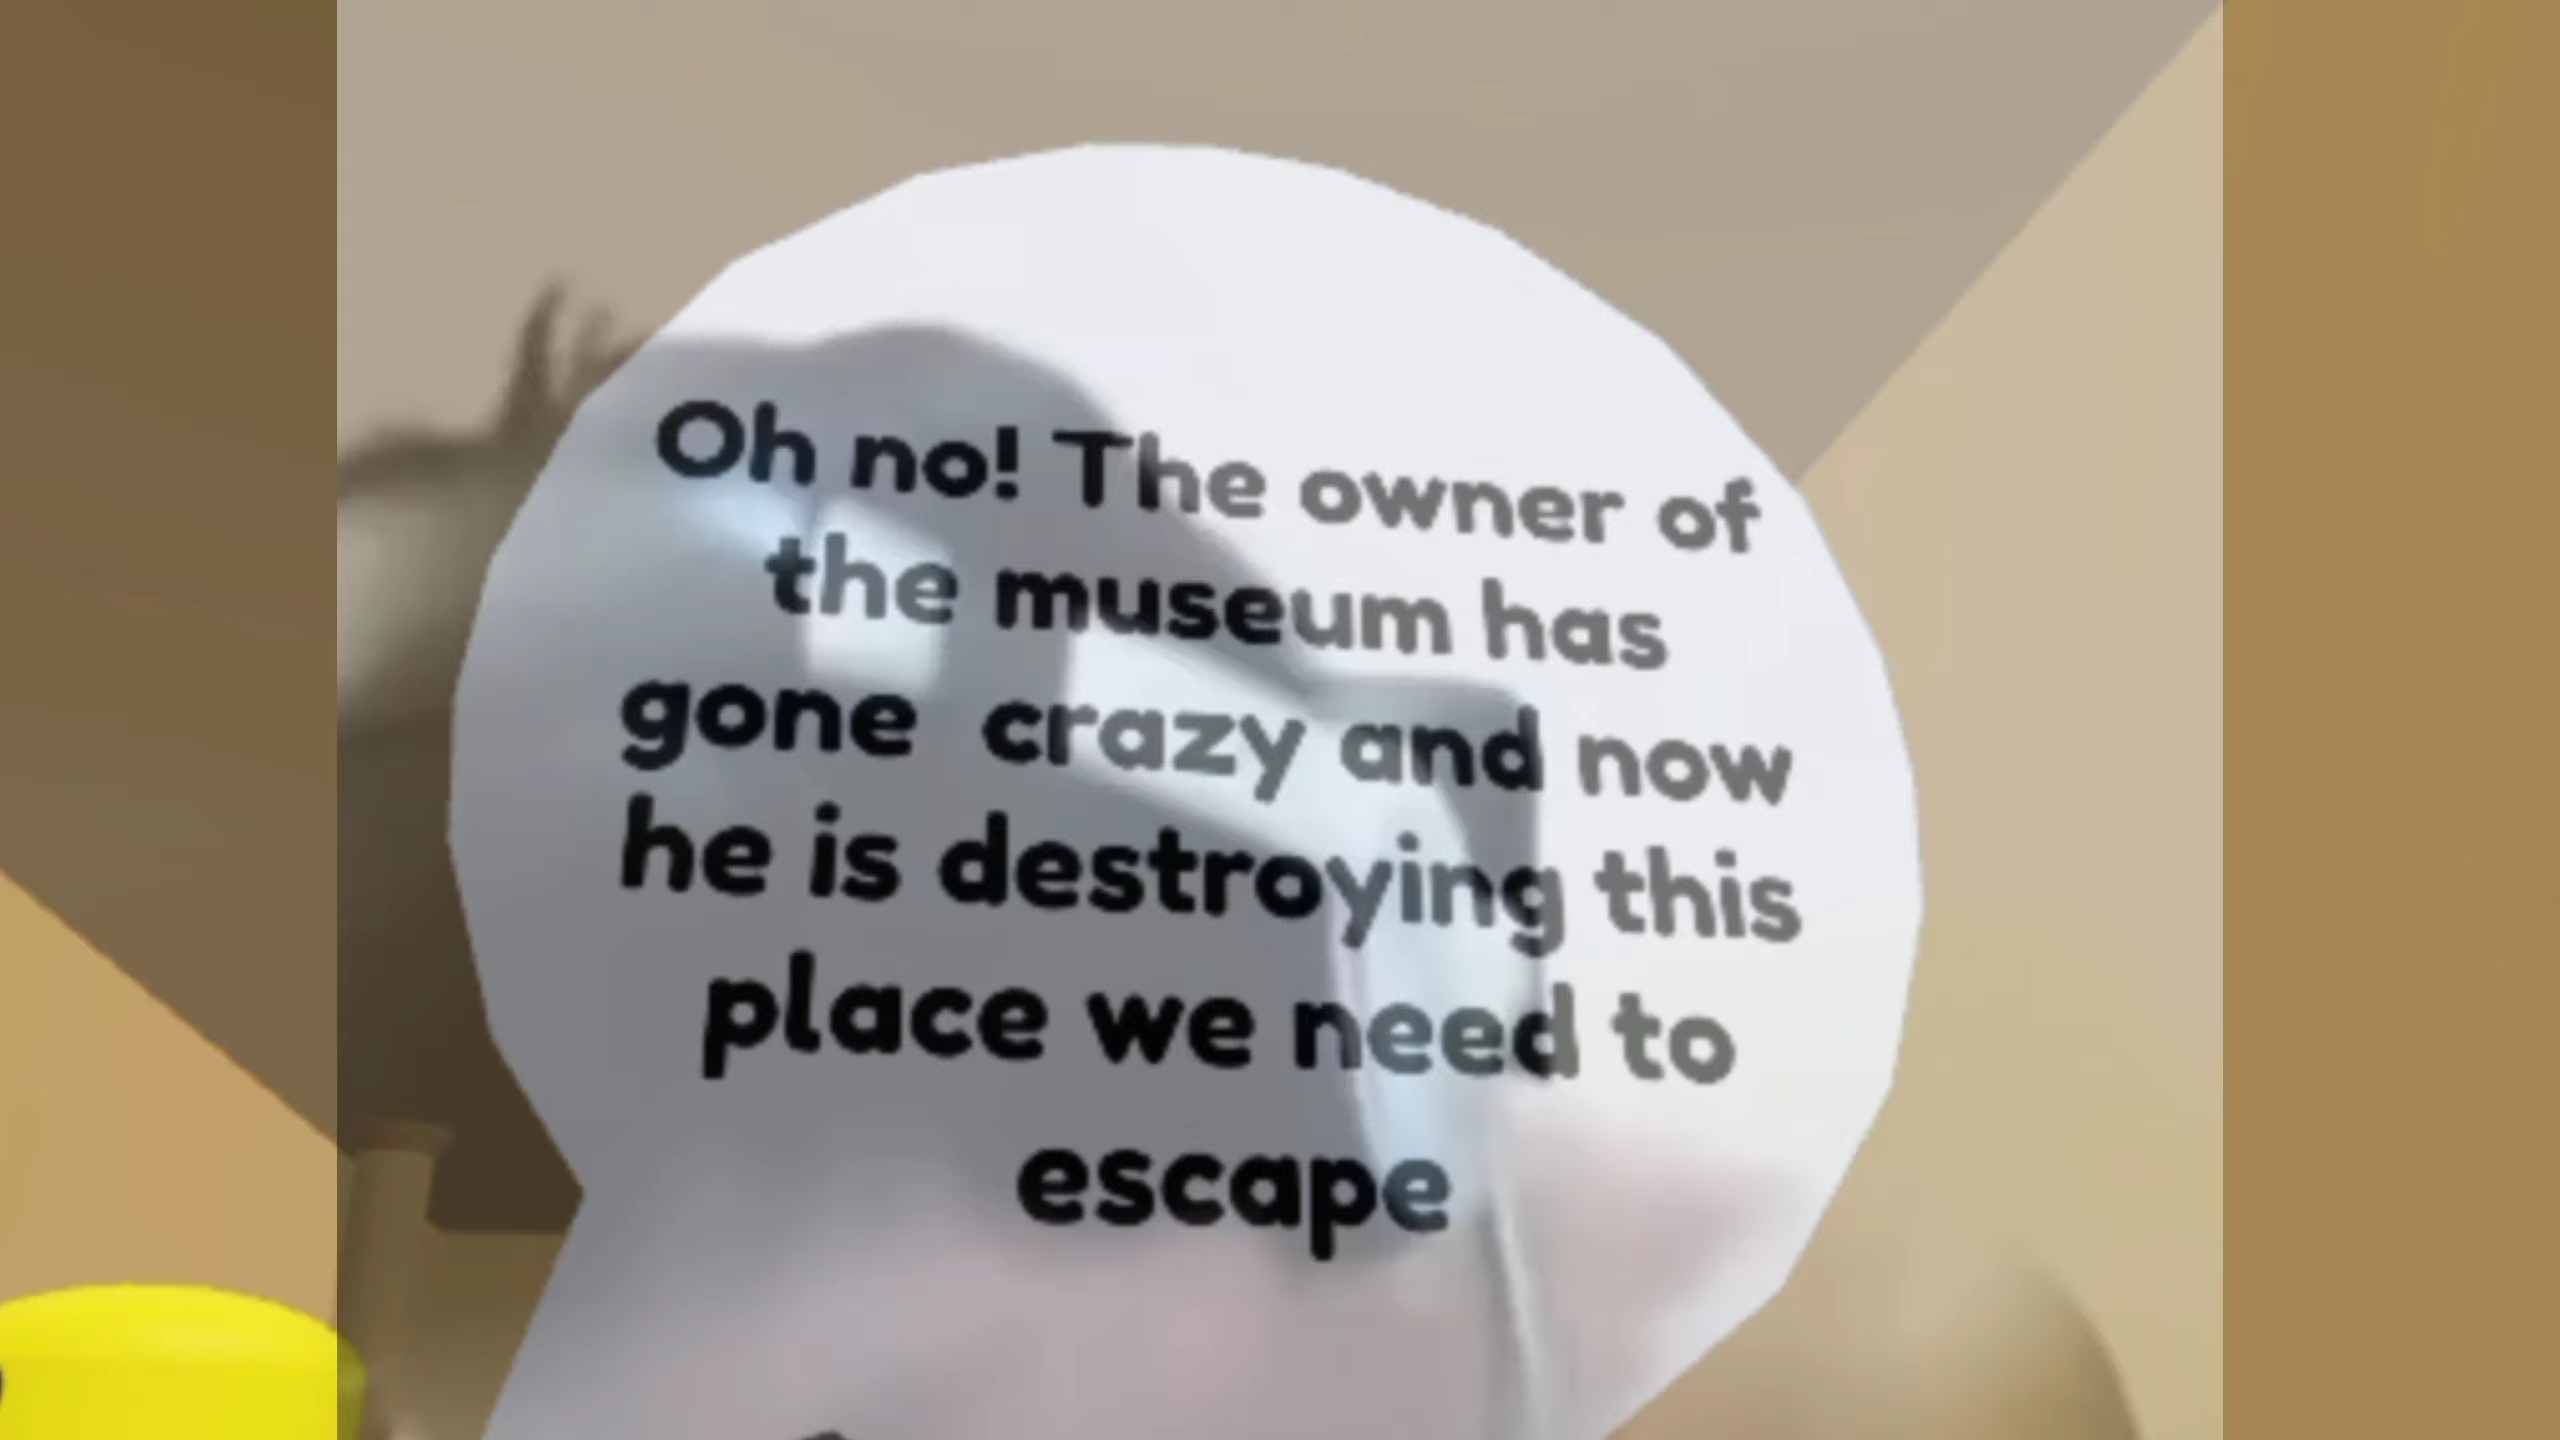 Oh no! The owner of
the museum has
gone crazy and now
he is destroying this
place we need to
escape